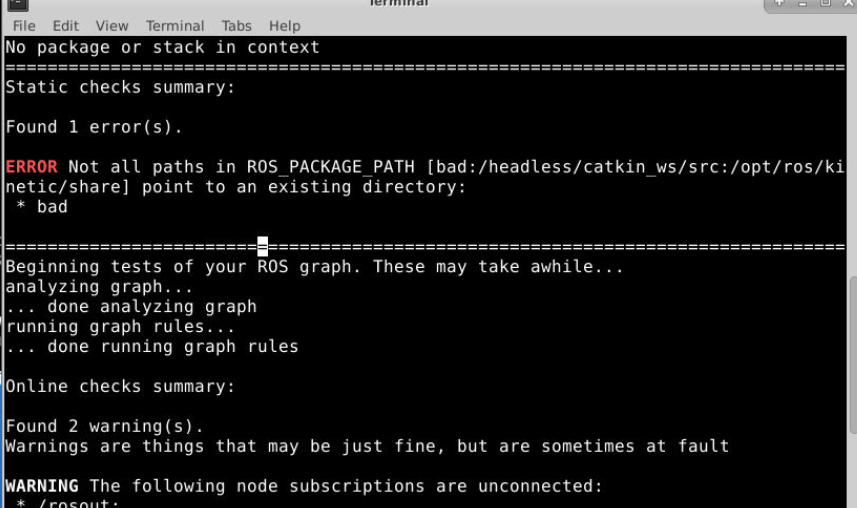 Terminal
File Edit View Terminal Tabs Help
No package or stack in context
================================================================================
Static checks summary:
Found 1 error(s).
ERROR Not all paths in ROS_PACKAGE_PATH [bad:/headless/catkin_ws/src:/opt/ros/ki
netic/share] point to an existing directory:
* bad
================================================================================
Beginning tests of your ROS graph. These may take awhile...
analyzing graph...
... done analyzing graph
running graph rules...
... done running graph rules
Online checks summary:
Found 2 warning(s).
Warnings are things that may be just fine, but are sometimes at fault
WARNING The following node subscriptions are unconnected:
* /rosout: